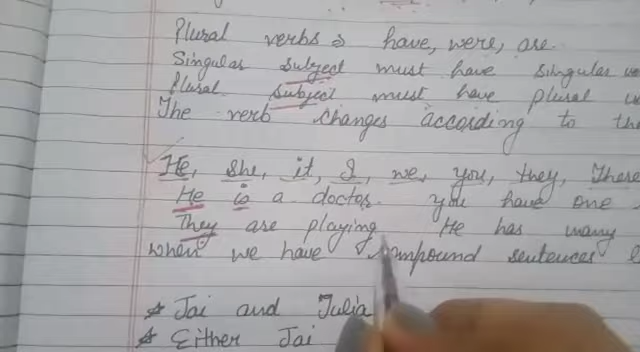 Plural verbs is have, were, are.
Singular subject must have singular
Plural subject must have plural
The verb changes according to the
HE, she, it, I, we, you, they, There
He is a doctor. you have one
They are playing He has many
when we have compound sentences
Jai and Julia
Either Jai